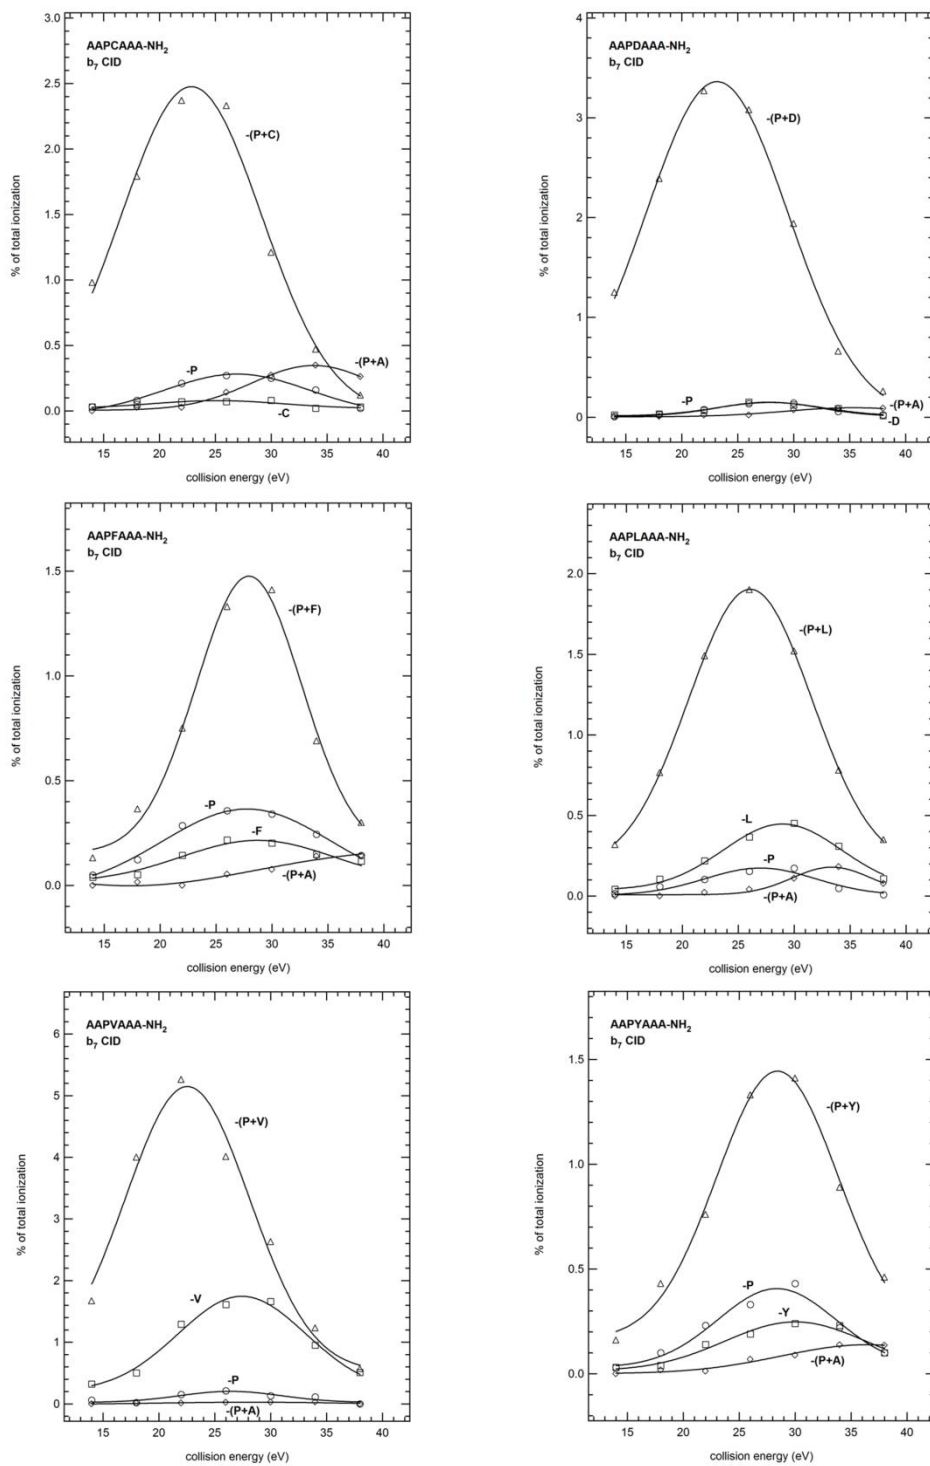 AAPCAAA-NH2
b7 CID
3.0
2.5
2.0
1.5
1.0
0.5
0.0
% of total ionization
-(P+C)
-P
-(P+A)
-C
15 20 25 30 35 40
collision energy (eV)
AAPDAAA-NH2
b7 CID
4
3
2
1
0
% of total ionization
-(P+D)
-P
-(P+A)
-D
15 20 25 30 35 40
collision energy (eV)
AAPFAAA-NH2
b7 CID
1.5
1.0
0.5
0.0
% of total ionization
-(P+F)
-P
-F
-(P+A)
15 20 25 30 35 40
collision energy (eV)
AAPLAAA-NH2
b7 CID
2.0
1.5
1.0
0.5
0.0
% of total ionization
-(P+L)
-L
-P
-(P+A)
15 20 25 30 35 40
collision energy (eV)
AAPVAAA-NH2
b7 CID
6
5
4
3
2
1
0
% of total ionization
-(P+V)
-V
-P
-(P+A)
15 20 25 30 35 40
collision energy (eV)
AAPYAAA-NH2
b7 CID
1.5
1.0
0.5
0.0
% of total ionization
-(P+Y)
-P
-Y
-(P+A)
15 20 25 30 35 40
collision energy (eV)